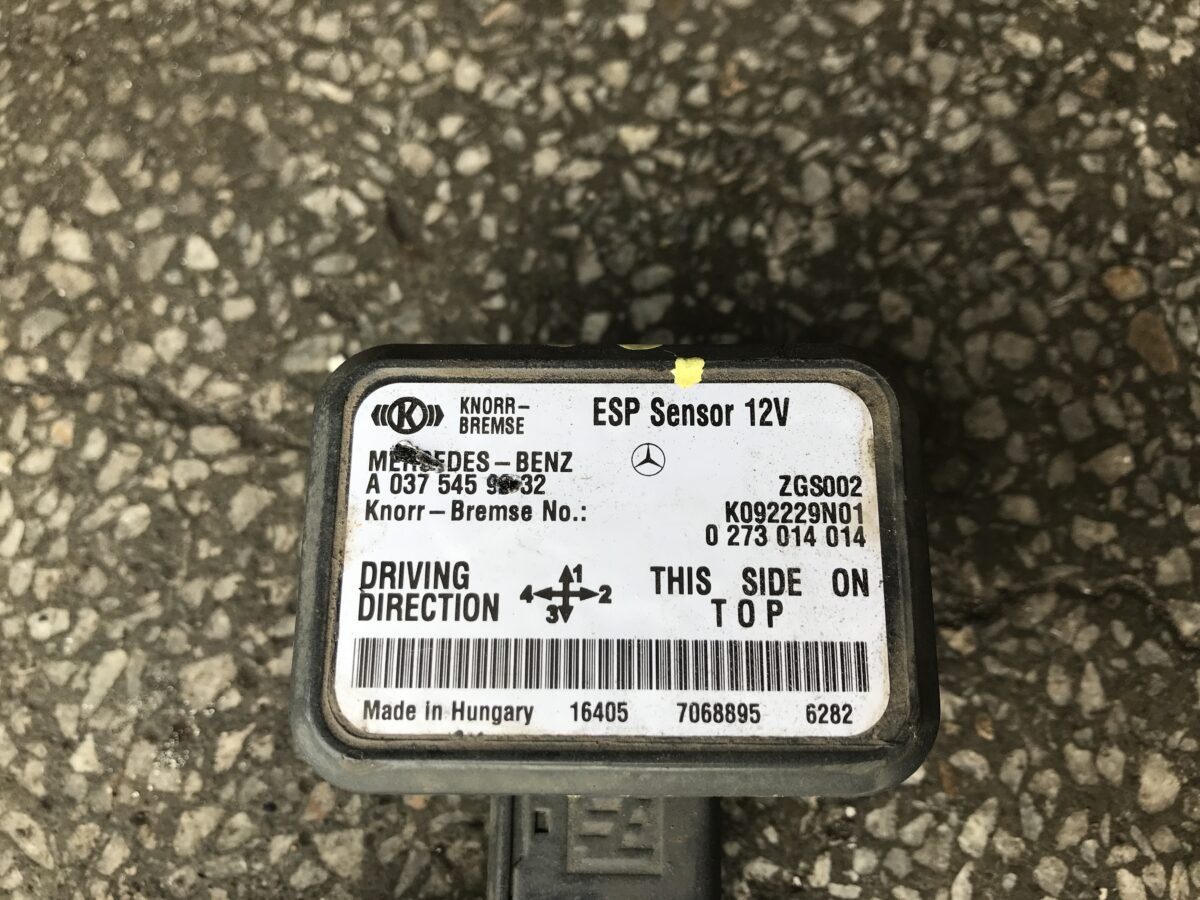 K KNORR-
BREMSE
ESP Sensor 12V
MERCEDES-BENZ
A 037 545 32
ZGS002
Knorr-Bremse No.:
K092229N01
0 273 014 014
DRIVING
DIRECTION
1
4 2
3
THIS SIDE ON
TOP
Made in Hungary 16405 7068895 6282